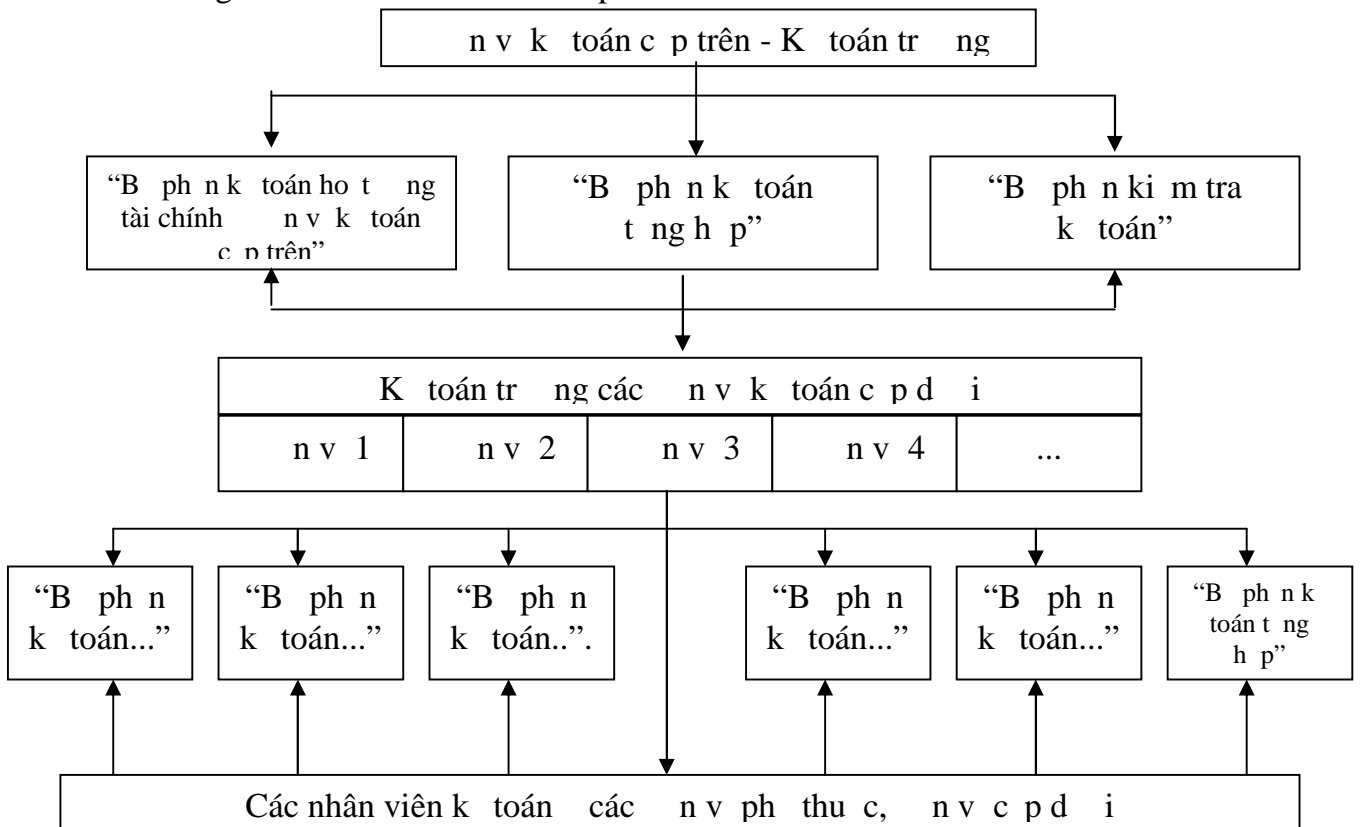 n v k toán c p trên - K toán tr ng
“B ph n k toán ho t ng
tài chính n v k toán
c p trên”
“B ph n k toán
t ng h p”
“B ph n ki m tra
k toán”
K toán tr ng các n v k toán c p d i
n v 1
n v 2
n v 3
n v 4
...
“B ph n
k toán...”
“B ph n
k toán...”
“B ph n
k toán..”.
“B ph n
k toán...”
“B ph n
k toán...”
“B ph n k
toán t ng
h p”
Các nhân viên k toán các n v ph thu c, n v c p d i